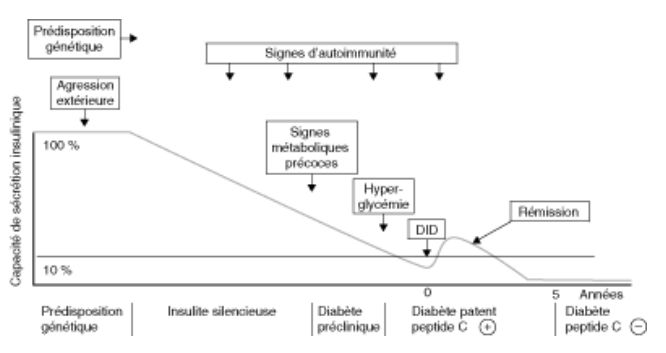 Prédisposition
génétique
Signes d'autoimmunité
Agression
extérieure
Capacité de sécrétion insulinique
100 %
Signes
métaboliques
précoces
Hyper-
glycémie
DID
Rémission
10 %
0
5 Années
Prédisposition
génétique
Insulite silencieuse
Diabète
préclinique
Diabète patent
peptide C +
Diabète
peptide C −